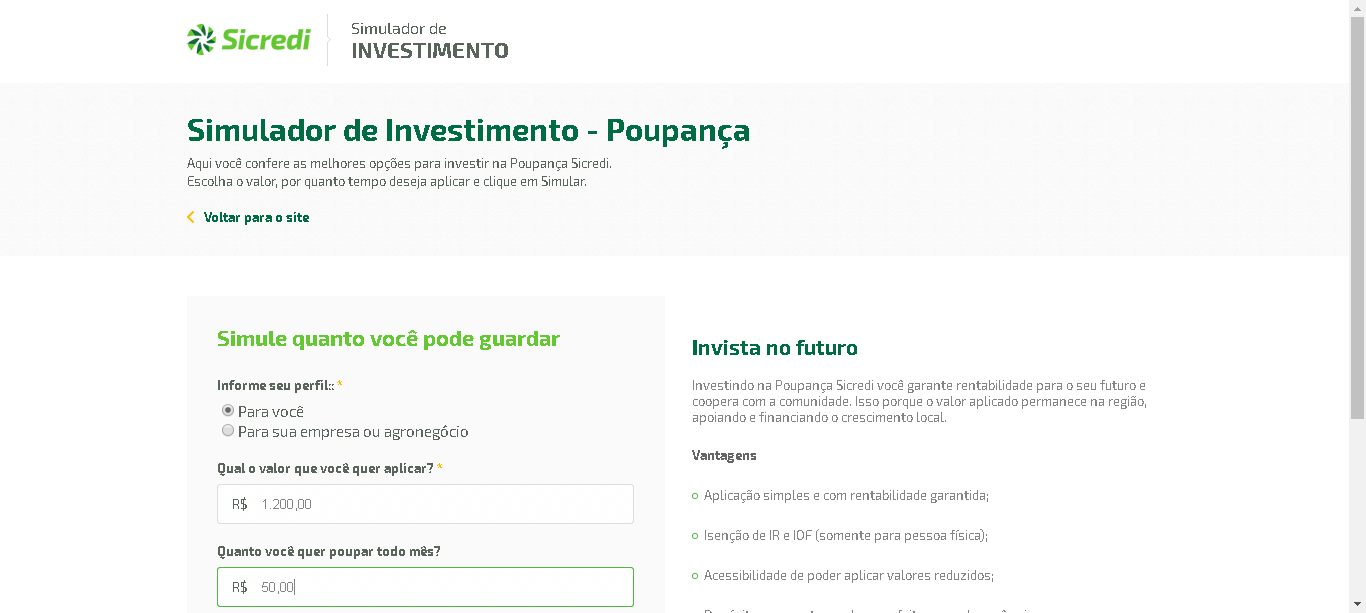 Sicredi
Simulador de
INVESTIMENTO
Simulador de Investimento - Poupança
Aqui você confere as melhores opções para investir na Poupança Sicredi.
Escolha o valor, por quanto tempo deseja aplicar e clique em Simular.
Voltar para o site
Simule quanto você pode guardar
Informe seu perfil:: *
Para você
Para sua empresa ou agronegócio
Qual o valor que você quer aplicar? *
R$ 1.200,00
Quanto você quer poupar todo mês?
R$ 50,00
Invista no futuro
Investindo na Poupança Sicredi você garante rentabilidade para o seu futuro e
coopera com a comunidade. Isso porque o valor aplicado permanece na região,
apoiando e financiando o crescimento local.
Vantagens
Aplicação simples e com rentabilidade garantida;
Isenção de IR e IOF (somente para pessoa física);
Acessibilidade de poder aplicar valores reduzidos;